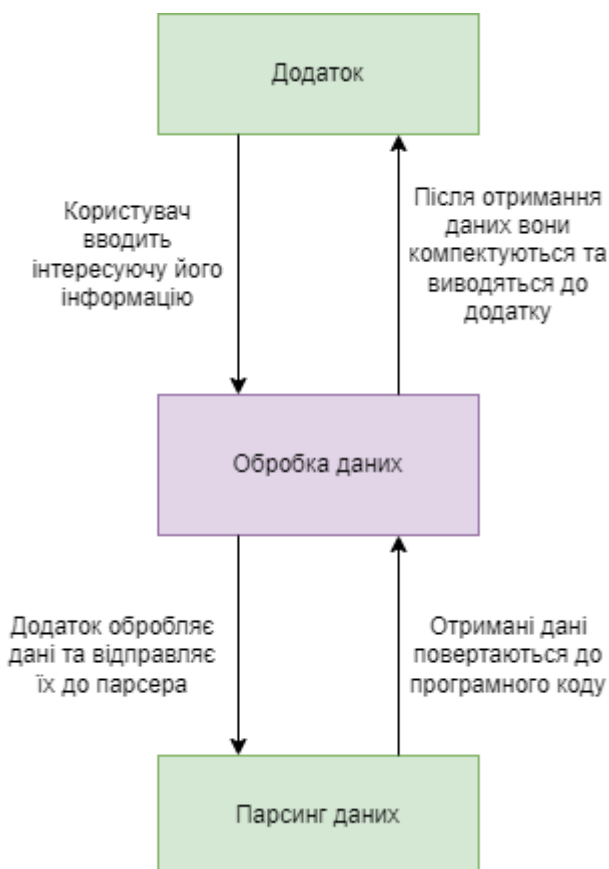 Додаток
Користувач
вводить
інтересуючу його
інформацію
Після отримання
даних вони
компектуються та
виводяться до
додатку
Обробка даних
Додаток обробляє
дані та відправляє
їх до парсера
Отримані дані
повертаються до
програмного коду
Парсинг даних